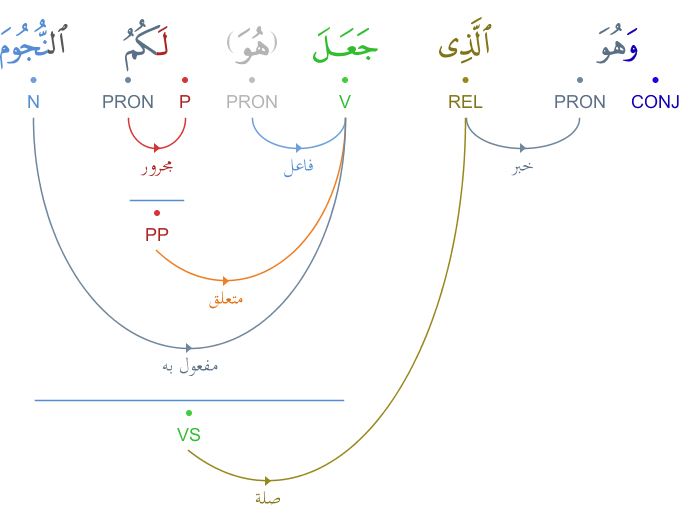 وَهُوَ ٱلَّذِى جَعَلَ (هُوَ) لَكُمُ ٱلنُّجُومَ
CONJ PRON REL V PRON P PRON N
خبر فاعل مجرور
PP
متعلق
مفعول به
VS
صلة